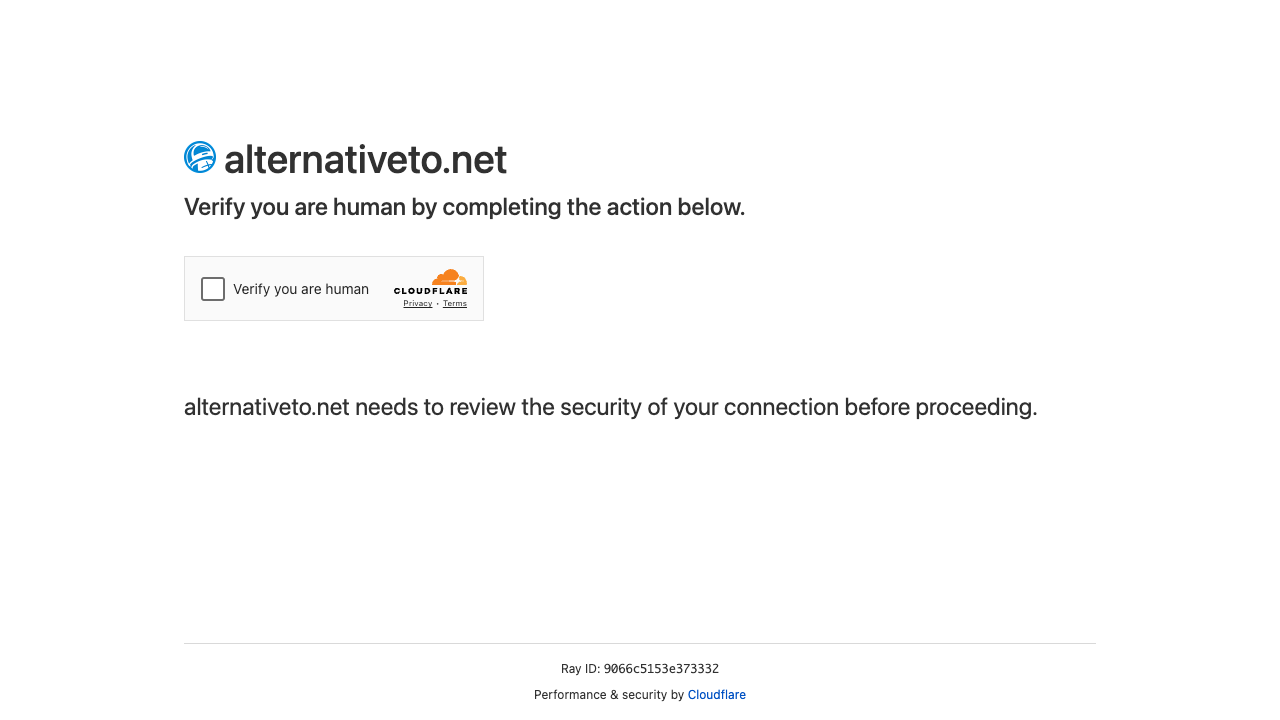 alternativeto.net
Verify you are human by completing the action below.
Verify you are human
CLOUDFLARE
Privacy • Terms
alternativeto.net needs to review the security of your connection before proceeding.
Ray ID: 9066c5153e373332
Performance & security by Cloudflare